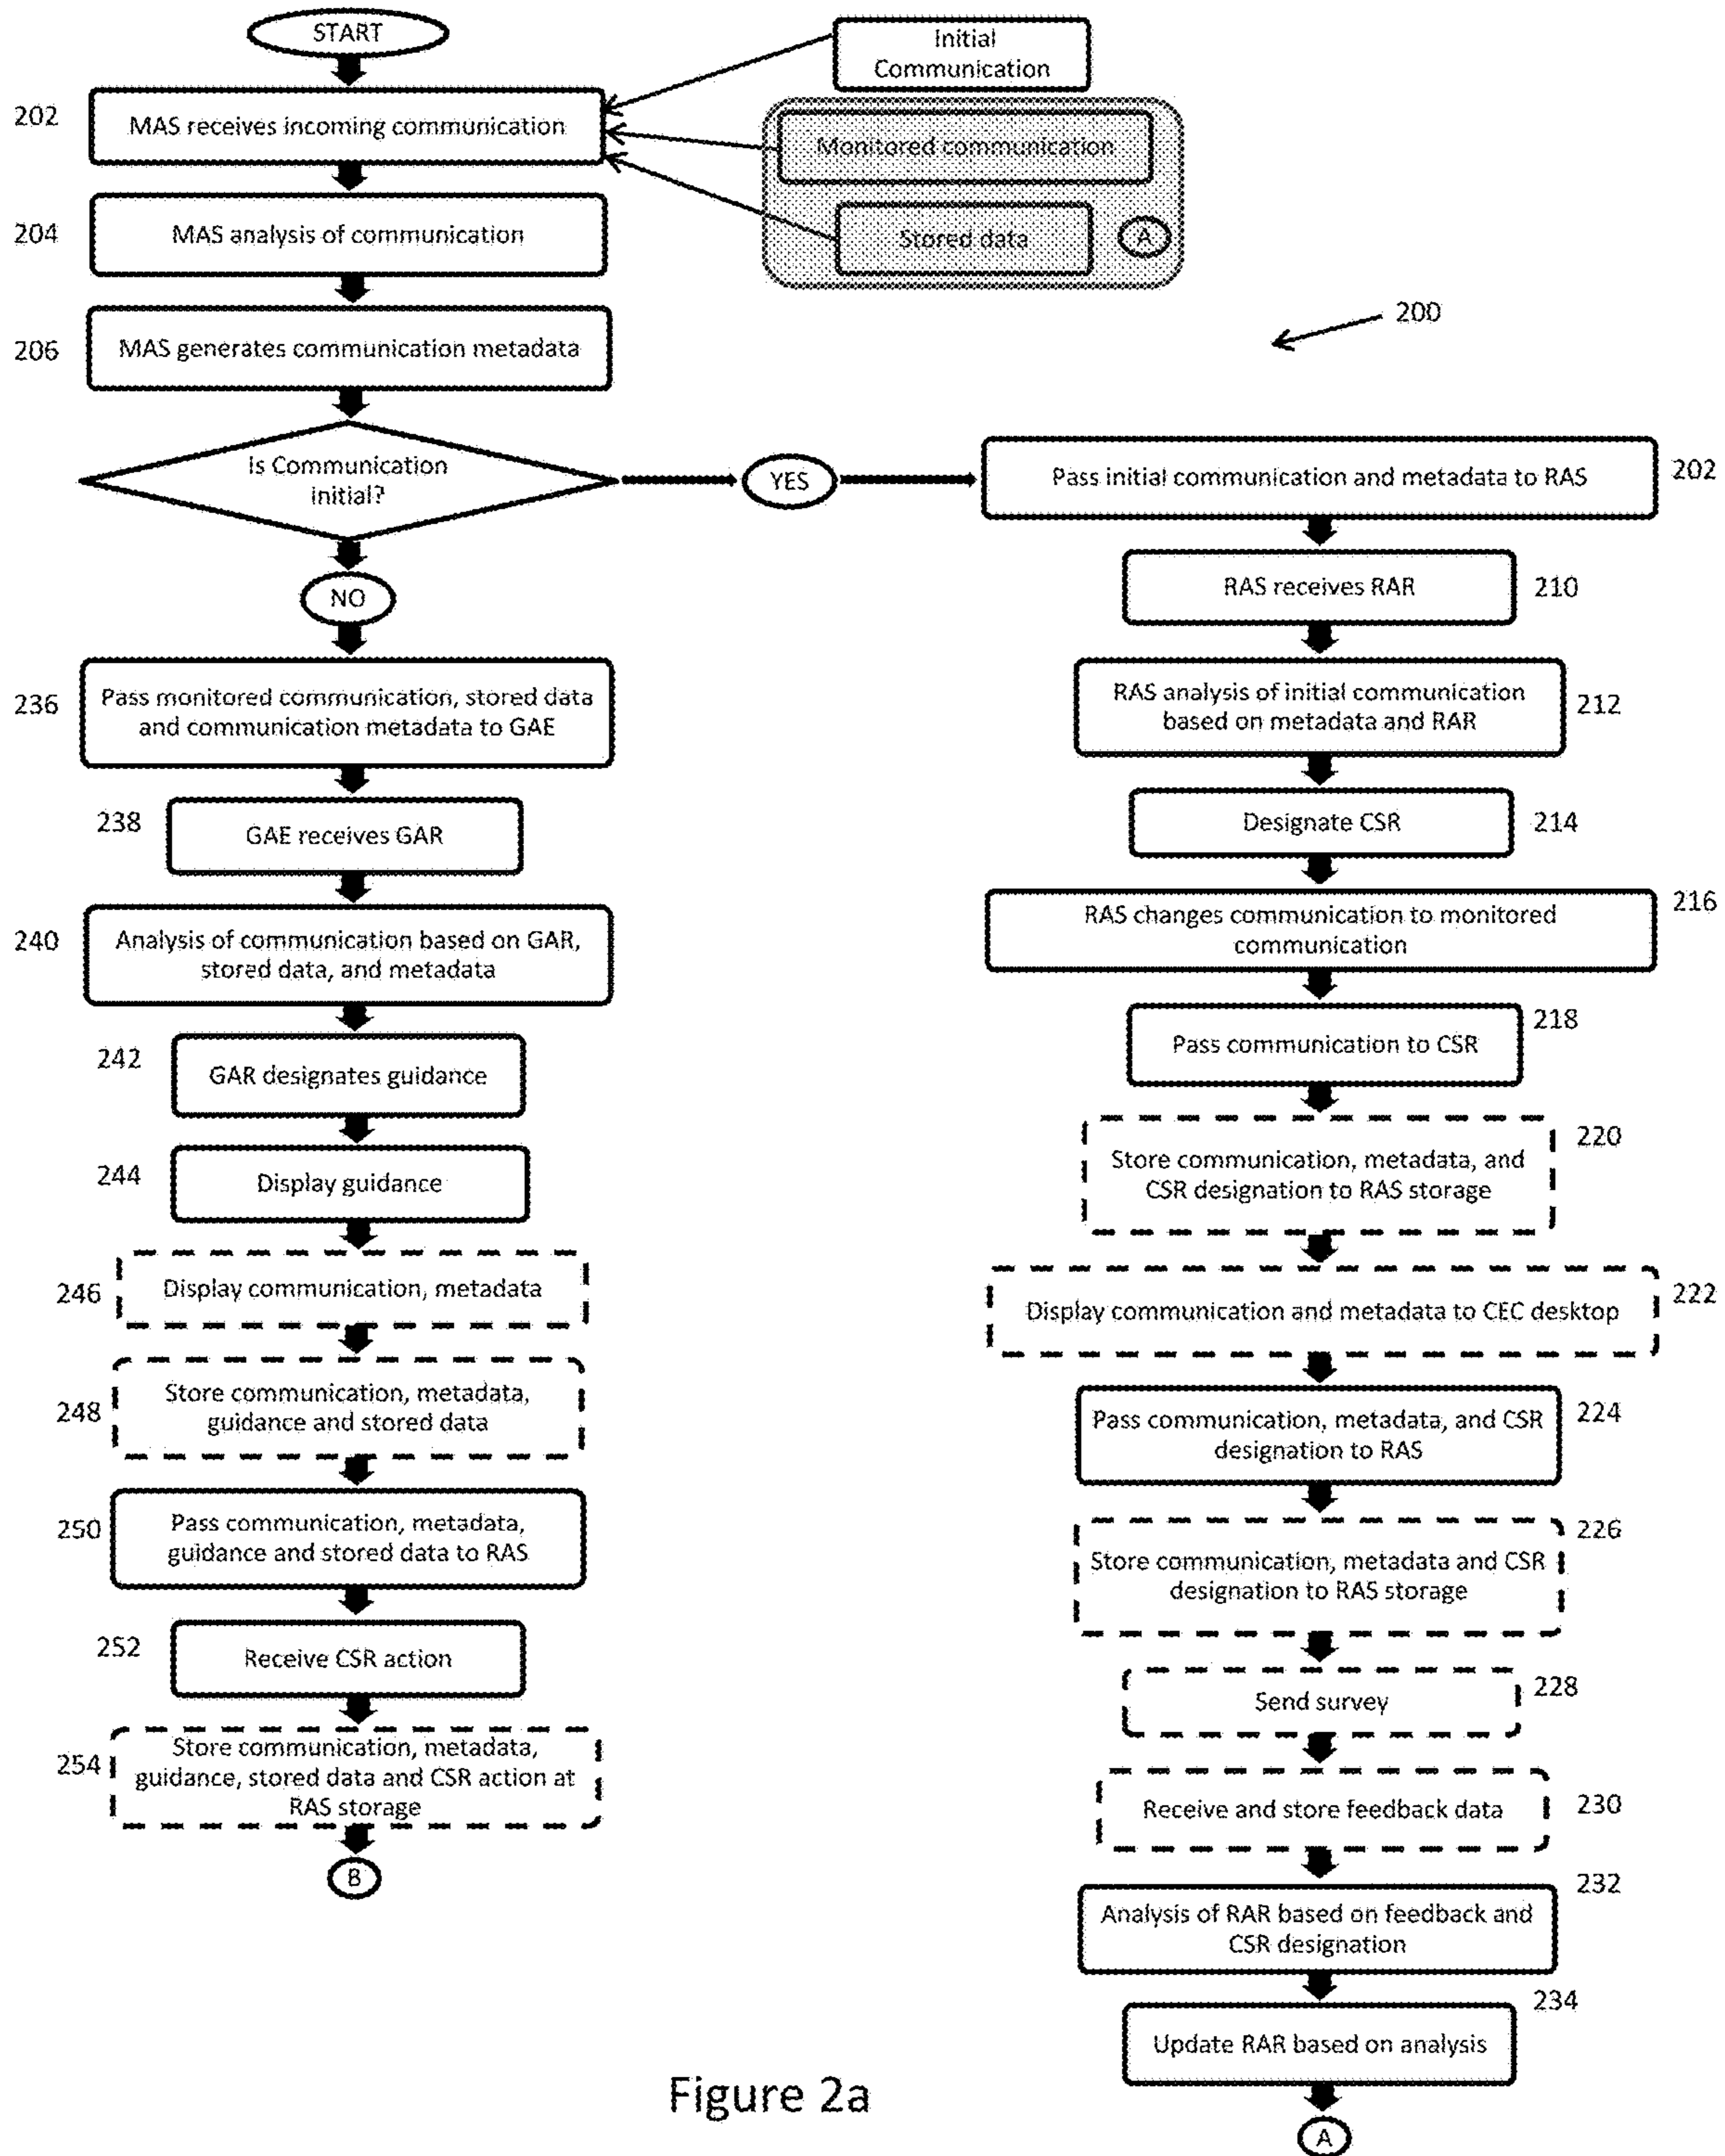 START
Initial
Communication
202
MAS receives incoming communication
Monitored communication
204
MAS analysis of communication
Stored data
A
206
MAS generates communication metadata
200
Is Communication
initial?
YES
Pass initial communication and metadata to RAS
202
NO
RAS receives RAR
210
236
Pass monitored communication, stored data
and communication metadata to GAE
RAS analysis of initial communication
based on metadata and RAR
212
238
GAE receives GAR
Designate CSR
214
240
Analysis of communication based on GAR,
stored data, and metadata
RAS changes communication to monitored
communication
216
242
GAR designates guidance
Pass communication to CSR
218
244
Display guidance
Store communication, metadata, and
CSR designation to RAS storage
220
246
Display communication, metadata
Display communication and metadata to CEC desktop
222
248
Store communication, metadata,
guidance and stored data
Pass communication, metadata, and CSR
designation to RAS
224
250
Pass communication, metadata,
guidance and stored data to RAS
Store communication, metadata and CSR
designation to RAS storage
226
252
Receive CSR action
Send survey
228
254
Store communication, metadata,
guidance, stored data and CSR action at
RAS storage
Receive and store feedback data
230
B
Analysis of RAR based on feedback and
CSR designation
232
Update RAR based on analysis
234
A
Figure 2a